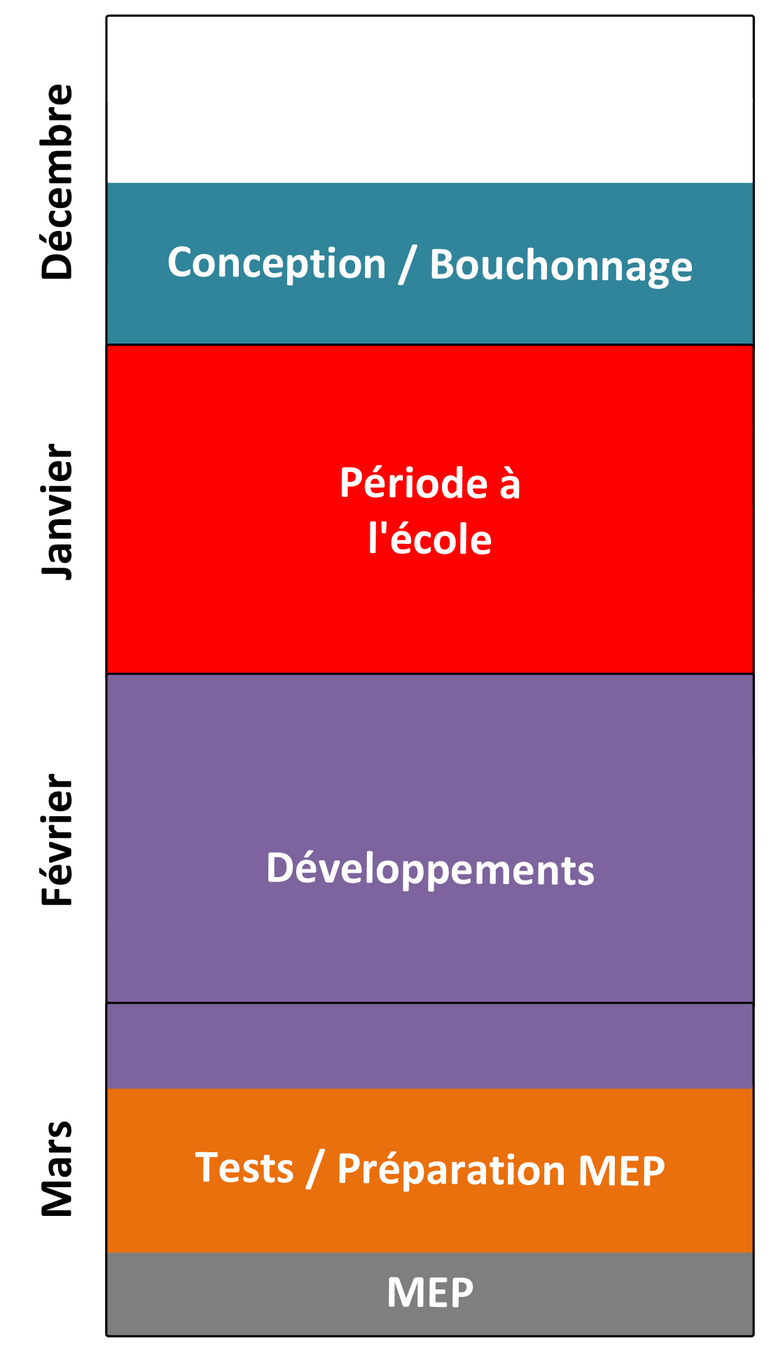 Décembre
Conception / Bouchonnage
Janvier
Période à
l'école
Février
Développements
Mars
Tests / Préparation MEP
MEP